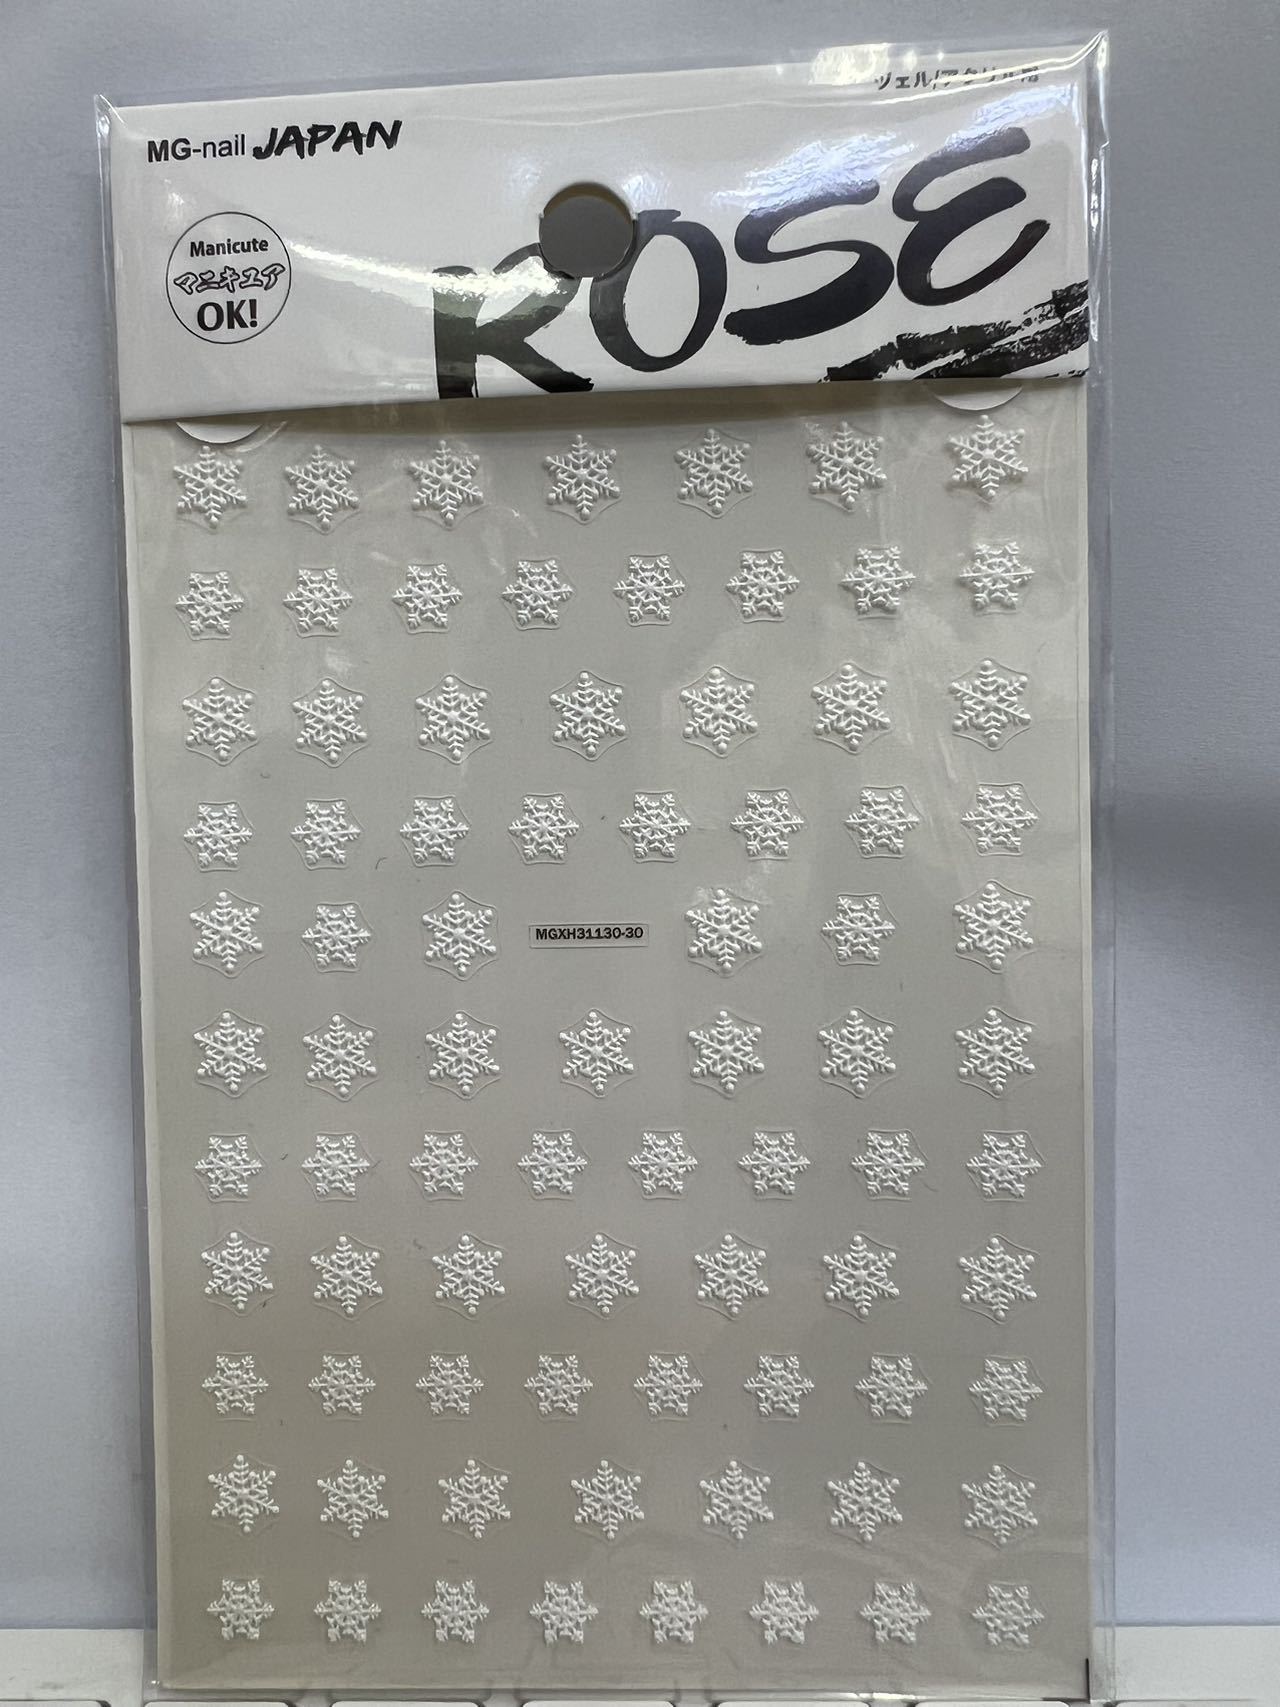 ジェル/アクリル用
MG-nail JAPAN
ROSE
Manicute
マニキュア
OK!
MGXH31130-30